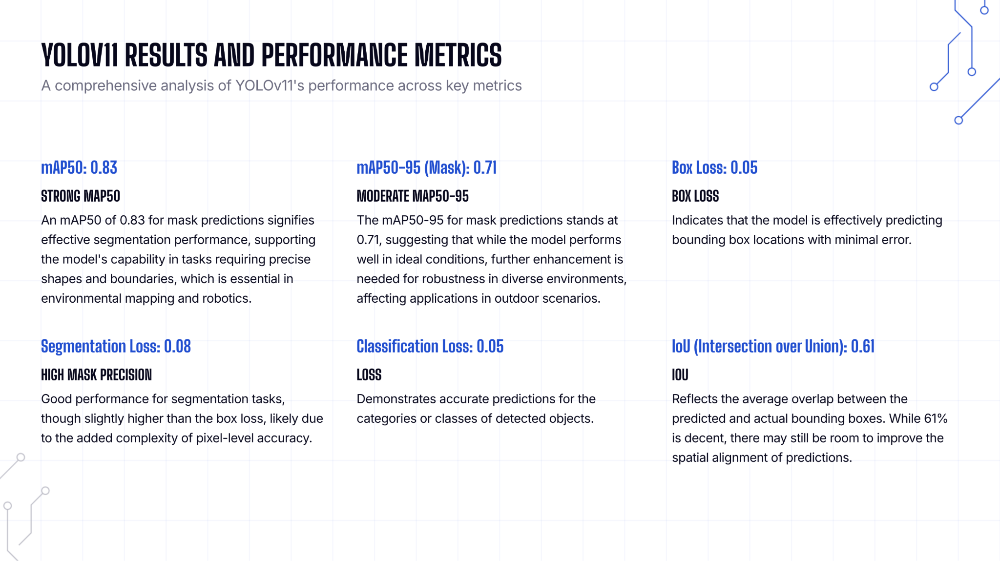 YOLOV11 RESULTS AND PERFORMANCE METRICS
A comprehensive analysis of YOLOv11's performance across key metrics
mAP50: 0.83
STRONG MAP50
An mAP50 of 0.83 for mask predictions signifies
effective segmentation performance, supporting
the model's capability in tasks requiring precise
shapes and boundaries, which is essential in
environmental mapping and robotics.
mAP50-95 (Mask): 0.71
MODERATE MAP50-95
The mAP50-95 for mask predictions stands at
0.71, suggesting that while the model performs
well in ideal conditions, further enhancement is
needed for robustness in diverse environments,
affecting applications in outdoor scenarios.
Box Loss: 0.05
BOX LOSS
Indicates that the model is effectively predicting
bounding box locations with minimal error.
Segmentation Loss: 0.08
HIGH MASK PRECISION
Good performance for segmentation tasks,
though slightly higher than the box loss, likely due
to the added complexity of pixel-level accuracy.
Classification Loss: 0.05
LOSS
Demonstrates accurate predictions for the
categories or classes of detected objects.
IoU (Intersection over Union): 0.61
IOU
Reflects the average overlap between the
predicted and actual bounding boxes. While 61%
is decent, there may still be room to improve the
spatial alignment of predictions.